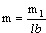 m = m₁/lb